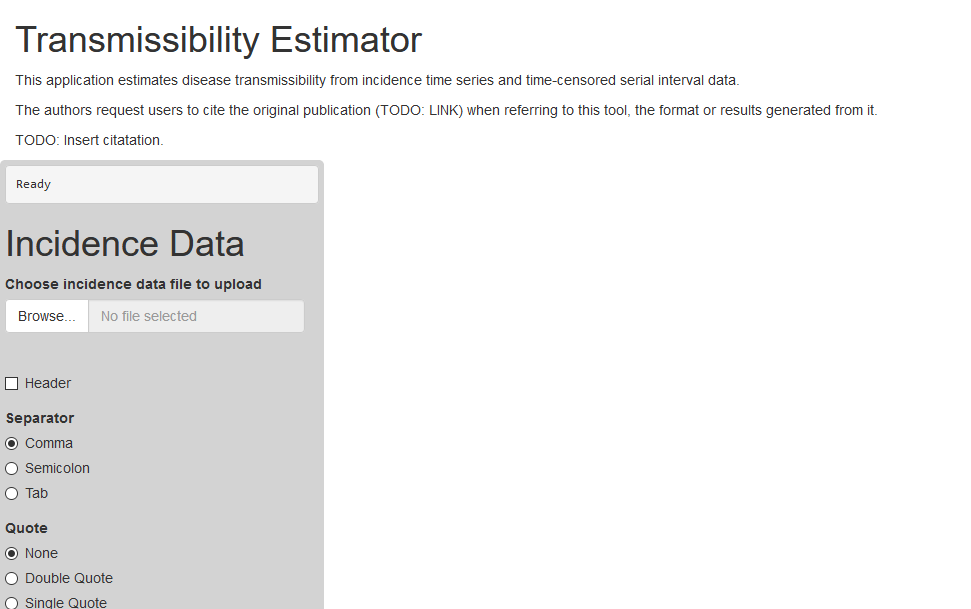 Transmissibility Estimator
This application estimates disease transmissibility from incidence time series and time-censored serial interval data.
The authors request users to cite the original publication (TODO: LINK) when referring to this tool, the format or results generated from it.
TODO: Insert citatation.
Ready
Incidence Data
Choose incidence data file to upload
Browse... No file selected
Header
Separator
Comma
Semicolon
Tab
Quote
None
Double Quote
Single Quote